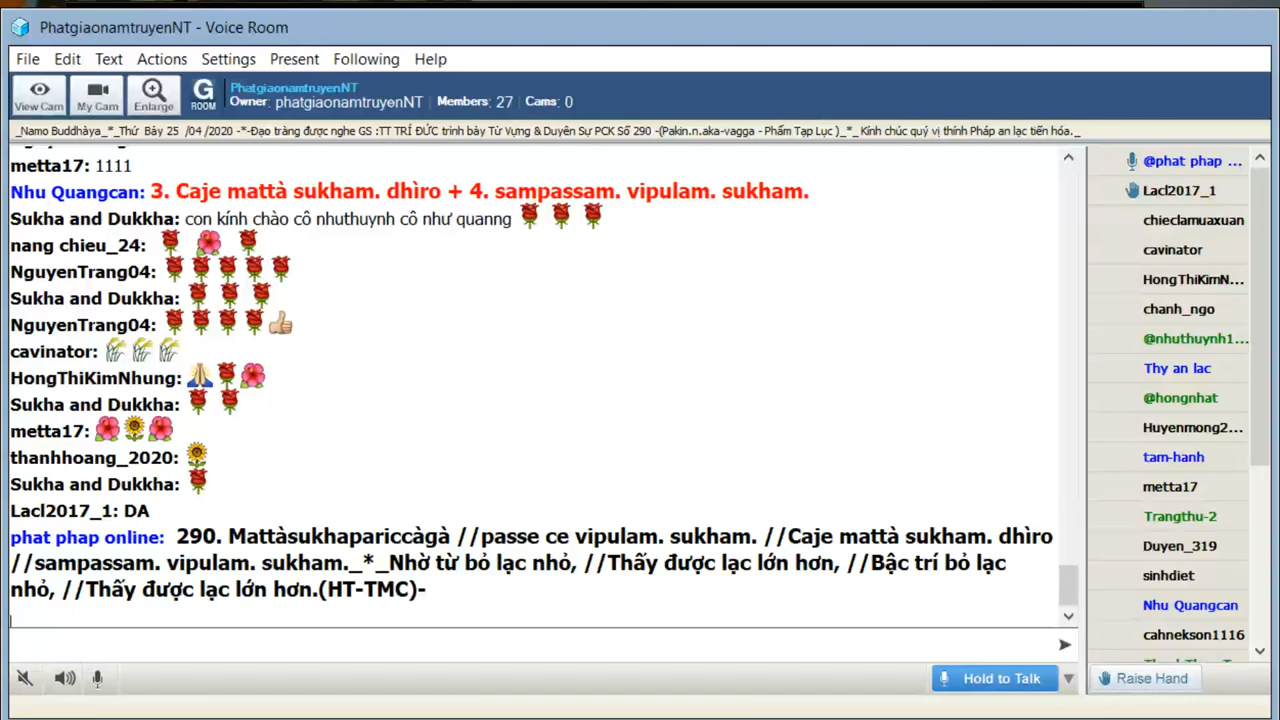 PhatgiaonamtruyenNT - Voice Room
File Edit Text Actions Settings Present Following Help
View Cam My Cam Enlarge G ROOM
PhatgiaonamtruyenNT
Owner: phatgiaonamtruyenNT Members: 27 Cams: 0
_Namo Buddhàya_*_Thứ Bảy 25 /04 /2020 -*-Đạo tràng được nghe GS :TT TRÍ ĐỨC trình bày Từ Vựng & Duyên Sự PCK Số 290 -(Pakin.n.aka-vagga - Phẩm Tạp Lục )_*_ Kính chúc quý vị thính Pháp an lạc tiến hóa._
metta17: 1111
Nhu Quangcan: 3. Caje mattà sukham. dhìro + 4. sampassam. vipulam. sukham.
Sukha and Dukkha: con kính chào cô nhuthuynh cô như quanng
nang chieu_24:
NguyenTrang04:
Sukha and Dukkha:
NguyenTrang04:
cavinator:
HongThiKimNhung:
Sukha and Dukkha:
metta17:
thanhhoang_2020:
Sukha and Dukkha:
Lacl2017_1: DA
phat phap online: 290. Mattàsukhapariccàgà //passe ce vipulam. sukham. //Caje mattà sukham. dhìro
//sampassam. vipulam. sukham._*_Nhờ từ bỏ lạc nhỏ, //Thấy được lạc lớn hơn, //Bậc trí bỏ lạc
nhỏ, //Thấy được lạc lớn hơn.(HT-TMC)-
@phat phap ...
Lacl2017_1
chieclamuaxuan
cavinator
HongThiKimN...
chanh_ngo
@nhuthuynh1...
Thy an lac
@hongnhat
Huyenmong2...
tam-hanh
metta17
Trangthu-2
Duyen_319
sinhdiet
Nhu Quangcan
cahnekson1116
Hold to Talk
Raise Hand